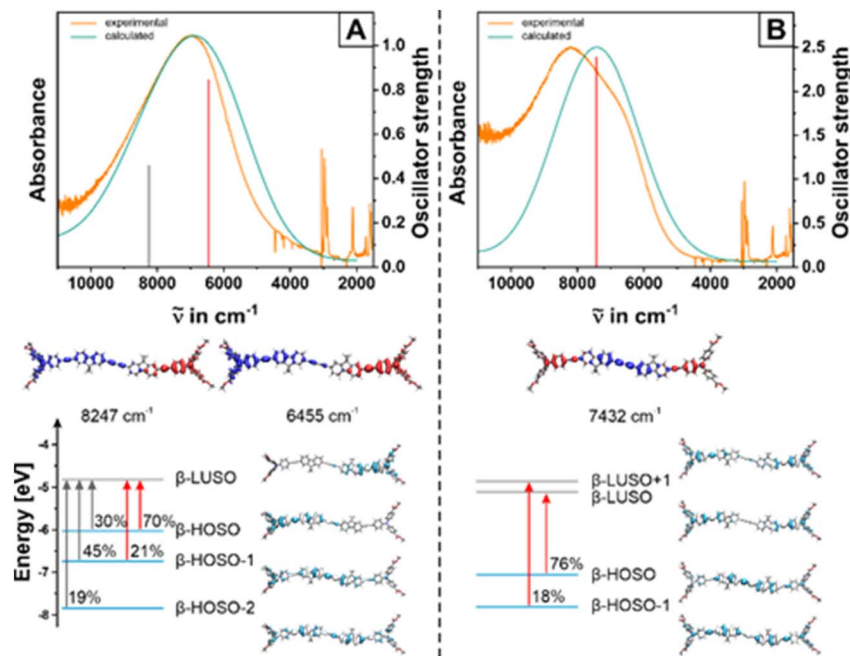 experimental
calculated
A
Absorbance
10000 8000 6000 4000 2000
ν̃ in cm⁻¹
1.0
0.8
0.6
0.4
0.2
0.0
Oscillator strength
experimental
calculated
B
Absorbance
10000 8000 6000 4000 2000
ν̃ in cm⁻¹
2.5
2.0
1.5
1.0
0.5
0.0
Oscillator strength
8247 cm⁻¹
6455 cm⁻¹
7432 cm⁻¹
Energy [eV]
-4
-5
-6
-7
-8
β-LUSO
30%
70%
β-HOSO
45%
21%
β-HOSO-1
19%
β-HOSO-2
β-LUSO+1
β-LUSO
76%
β-HOSO
18%
β-HOSO-1